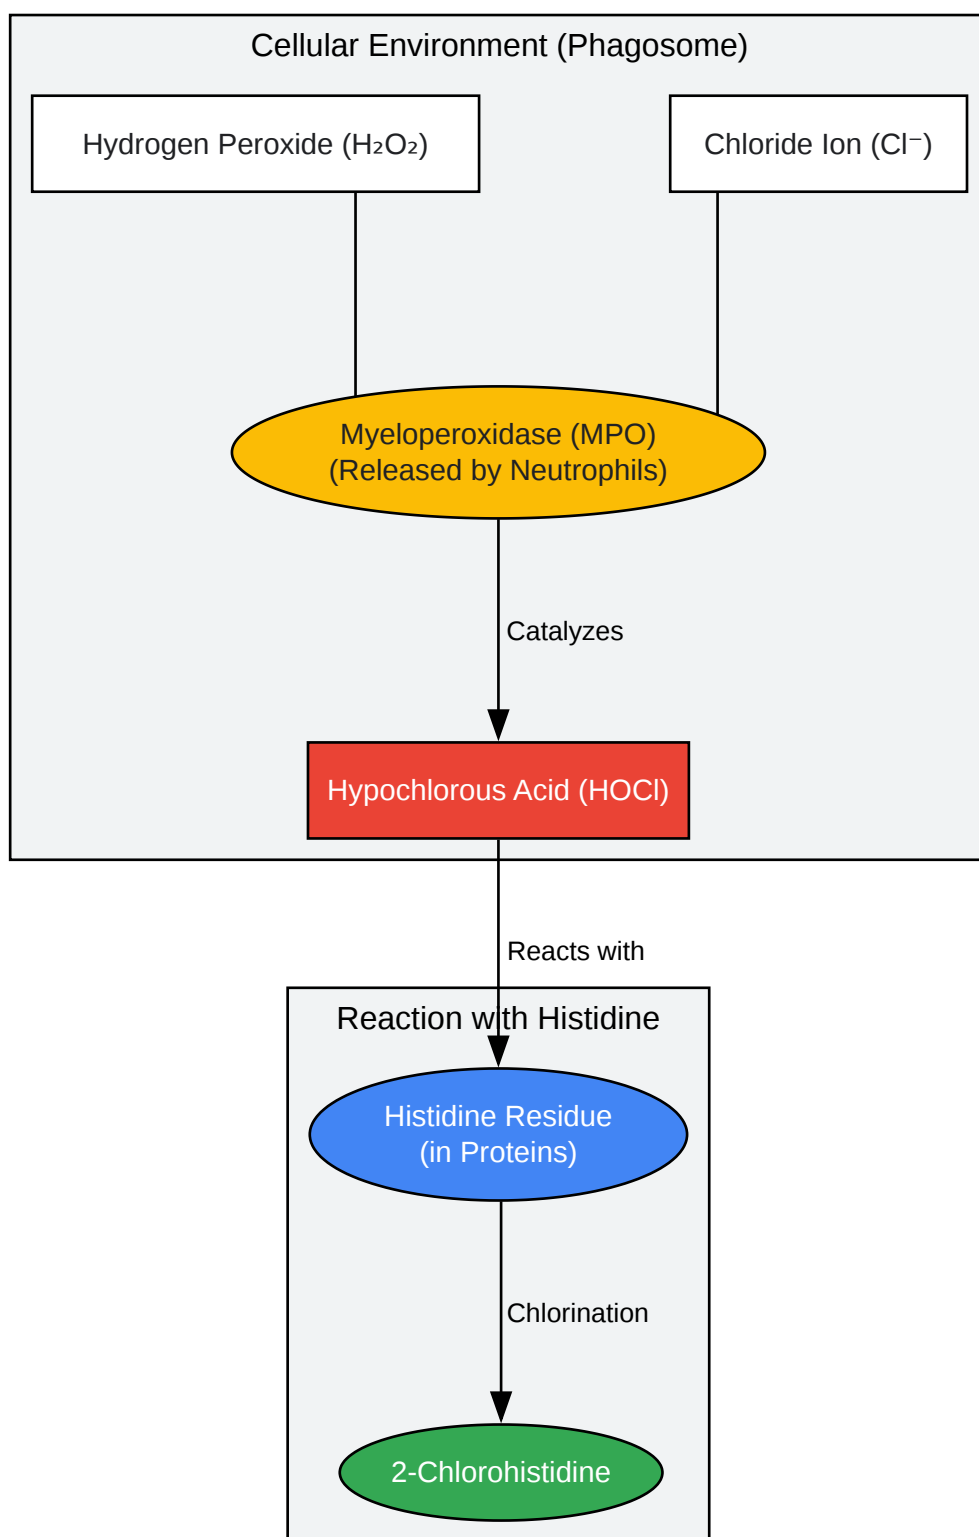 Cellular Environment (Phagosome)
Hydrogen Peroxide (H₂O₂)
Chloride Ion (Cl⁻)
Myeloperoxidase (MPO)
(Released by Neutrophils)
Catalyzes
Hypochlorous Acid (HOCl)
Reacts with
Reaction with Histidine
Histidine Residue
(in Proteins)
Chlorination
2-Chlorohistidine